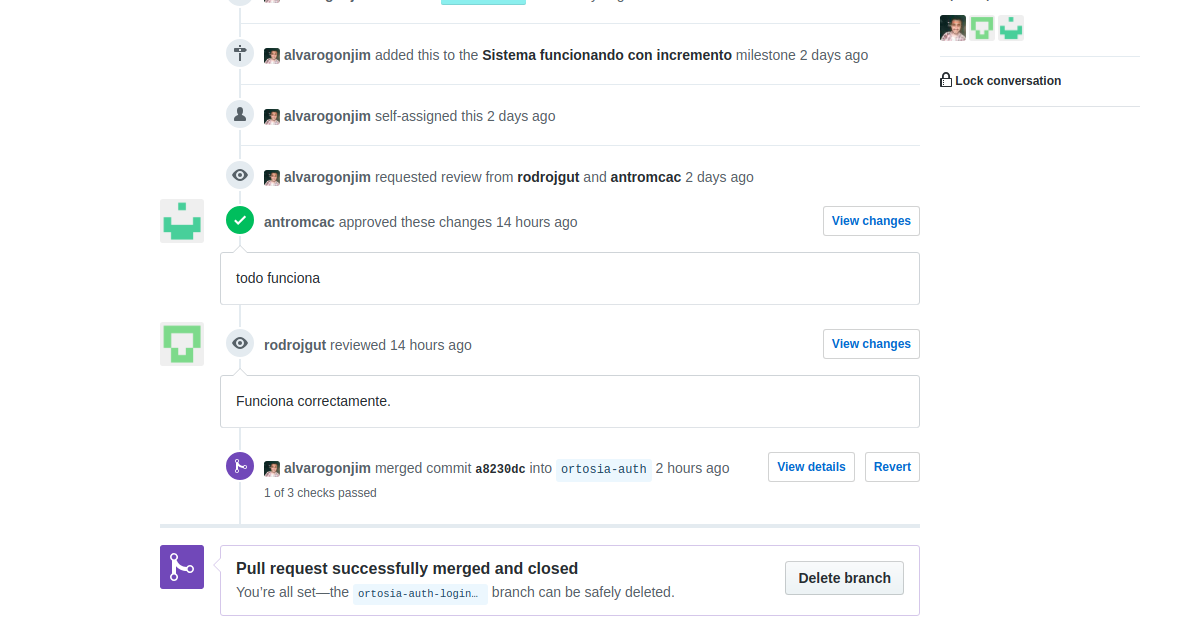 alvarogonjim added this to the Sistema funcionando con incremento milestone 2 days ago
Lock conversation
alvarogonjim self-assigned this 2 days ago
alvarogonjim requested review from rodrojgut and antromcac 2 days ago
antromcac approved these changes 14 hours ago
View changes
todo funciona
rodrojgut reviewed 14 hours ago
View changes
Funciona correctamente.
alvarogonjim merged commit a8230dc into ortosia-auth 2 hours ago
View details
Revert
1 of 3 checks passed
Pull request successfully merged and closed
You're all set—the ortosia-auth-login… branch can be safely deleted.
Delete branch